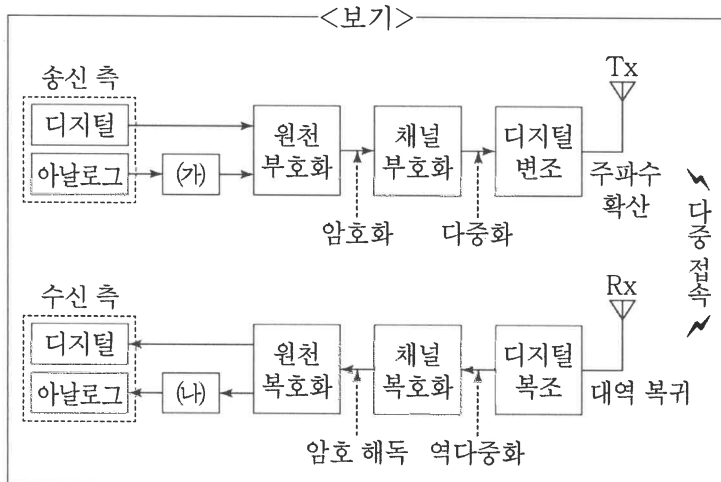 <보기>
송신 측
디지털
아날로그
(가)
원천
부호화
채널
부호화
디지털
변조
Tx
주파수
확산
암호화
다중화
다중 접속
수신 측
디지털
아날로그
(나)
원천
복호화
채널
복호화
디지털
복조
Rx
대역 복귀
암호 해독
역다중화